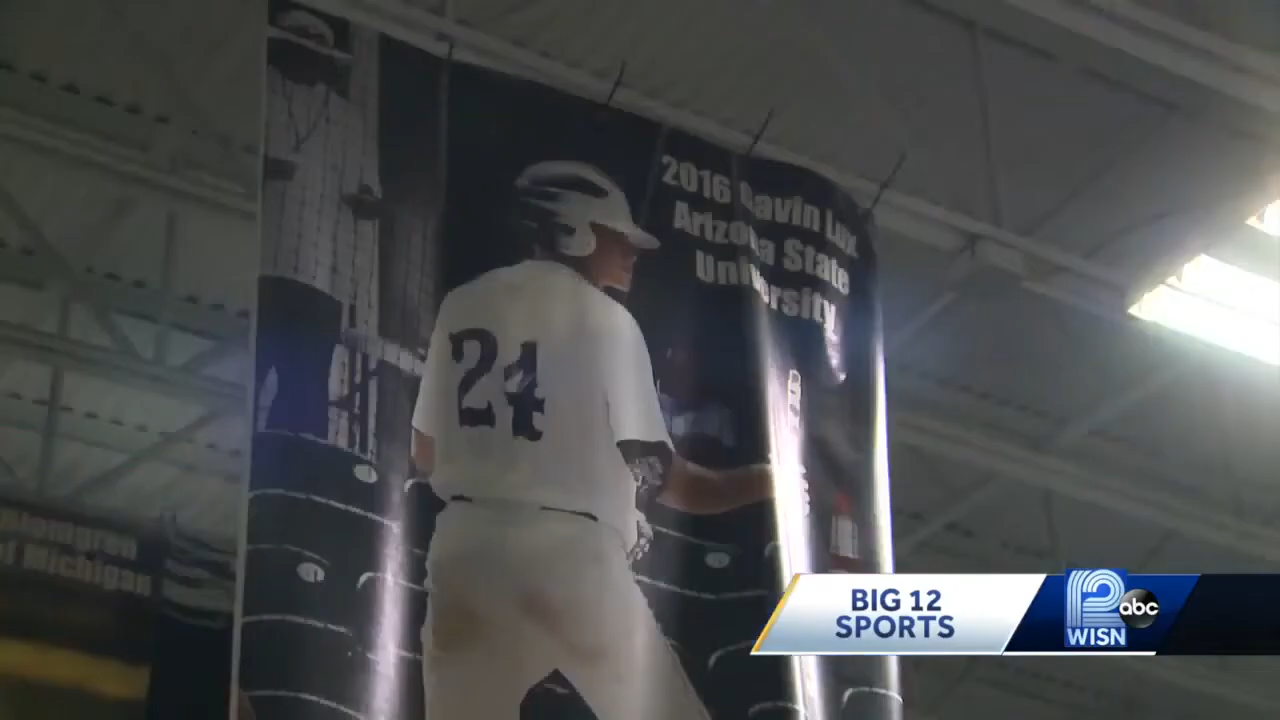 2016 Gavin Lux
Arizona State
University
24
of Michigan
BIG 12
SPORTS
12
abc
WISN